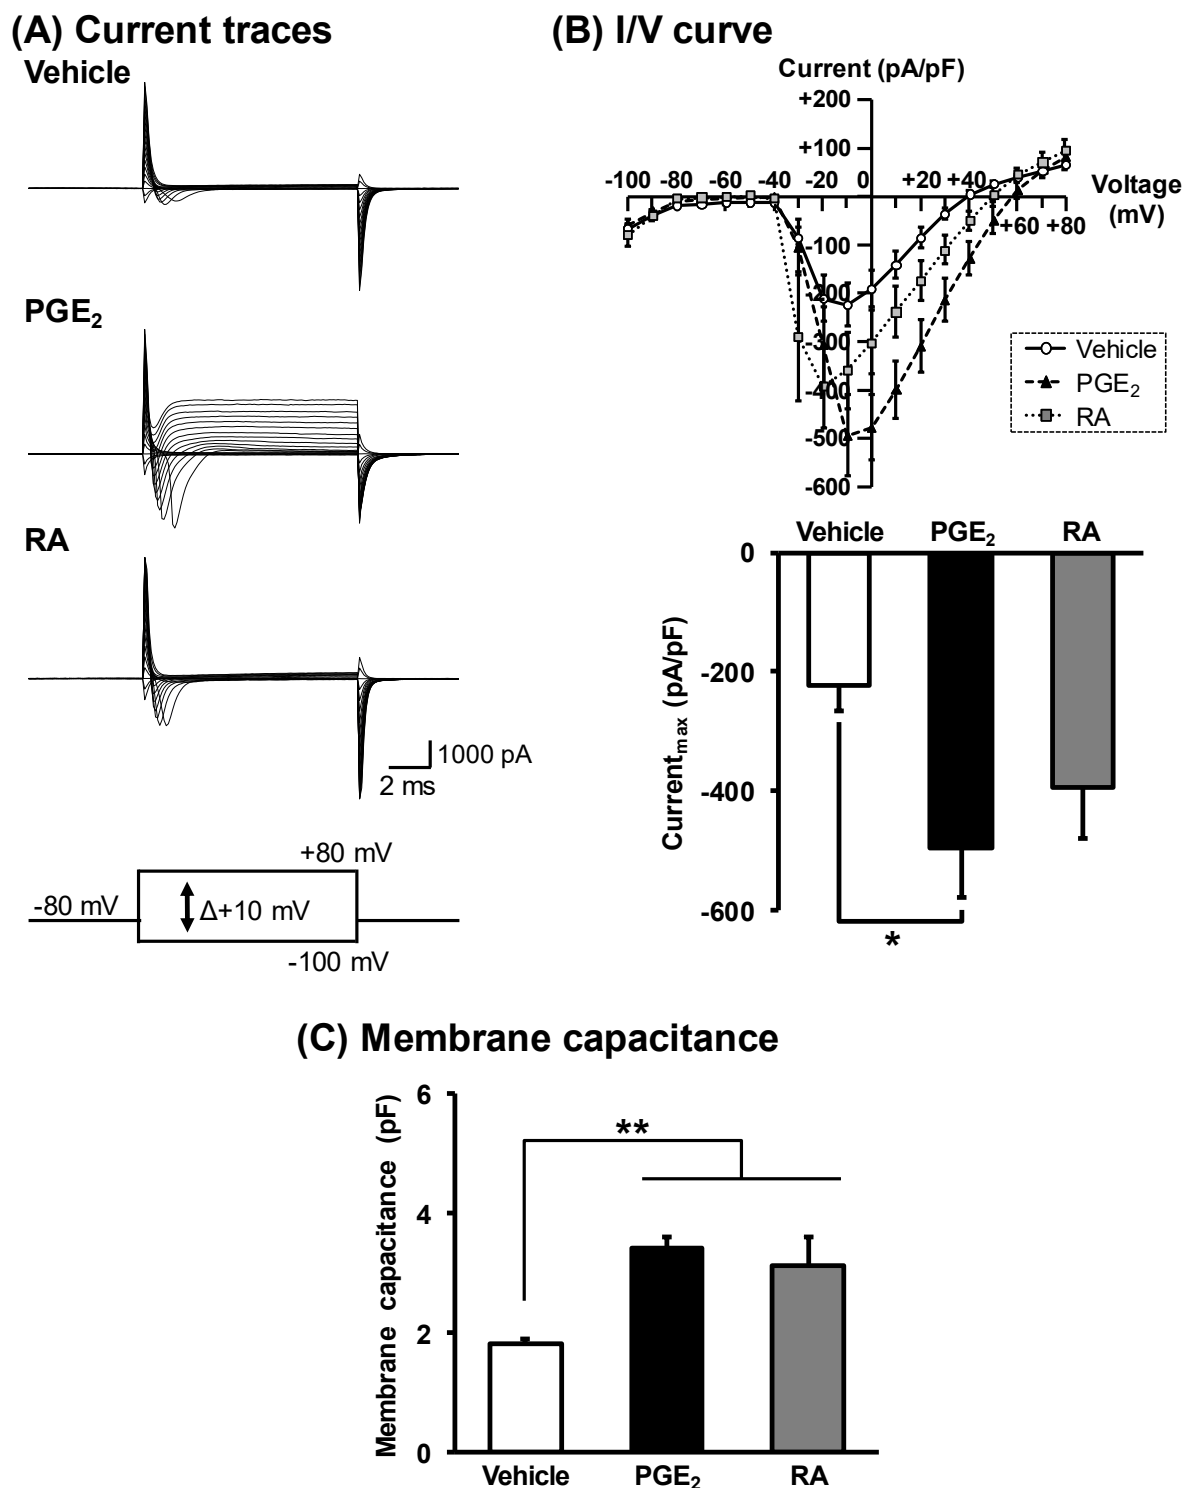 (A) Current traces
Vehicle
PGE₂
RA
1000 pA
2 ms
+80 mV
-80 mV
Δ+10 mV
-100 mV
(B) I/V curve
Current (pA/pF)
+200
+100
-100 -80 -60 -40 -20 0 +20 +40
+60 +80
Voltage
(mV)
-100
-200
-300
-400
-500
-600
Vehicle
PGE₂
RA
Vehicle PGE₂ RA
0
-200
-400
-600
Currentmax (pA/pF)
*
(C) Membrane capacitance
Membrane capacitance (pF)
6
4
2
0
**
Vehicle PGE₂ RA